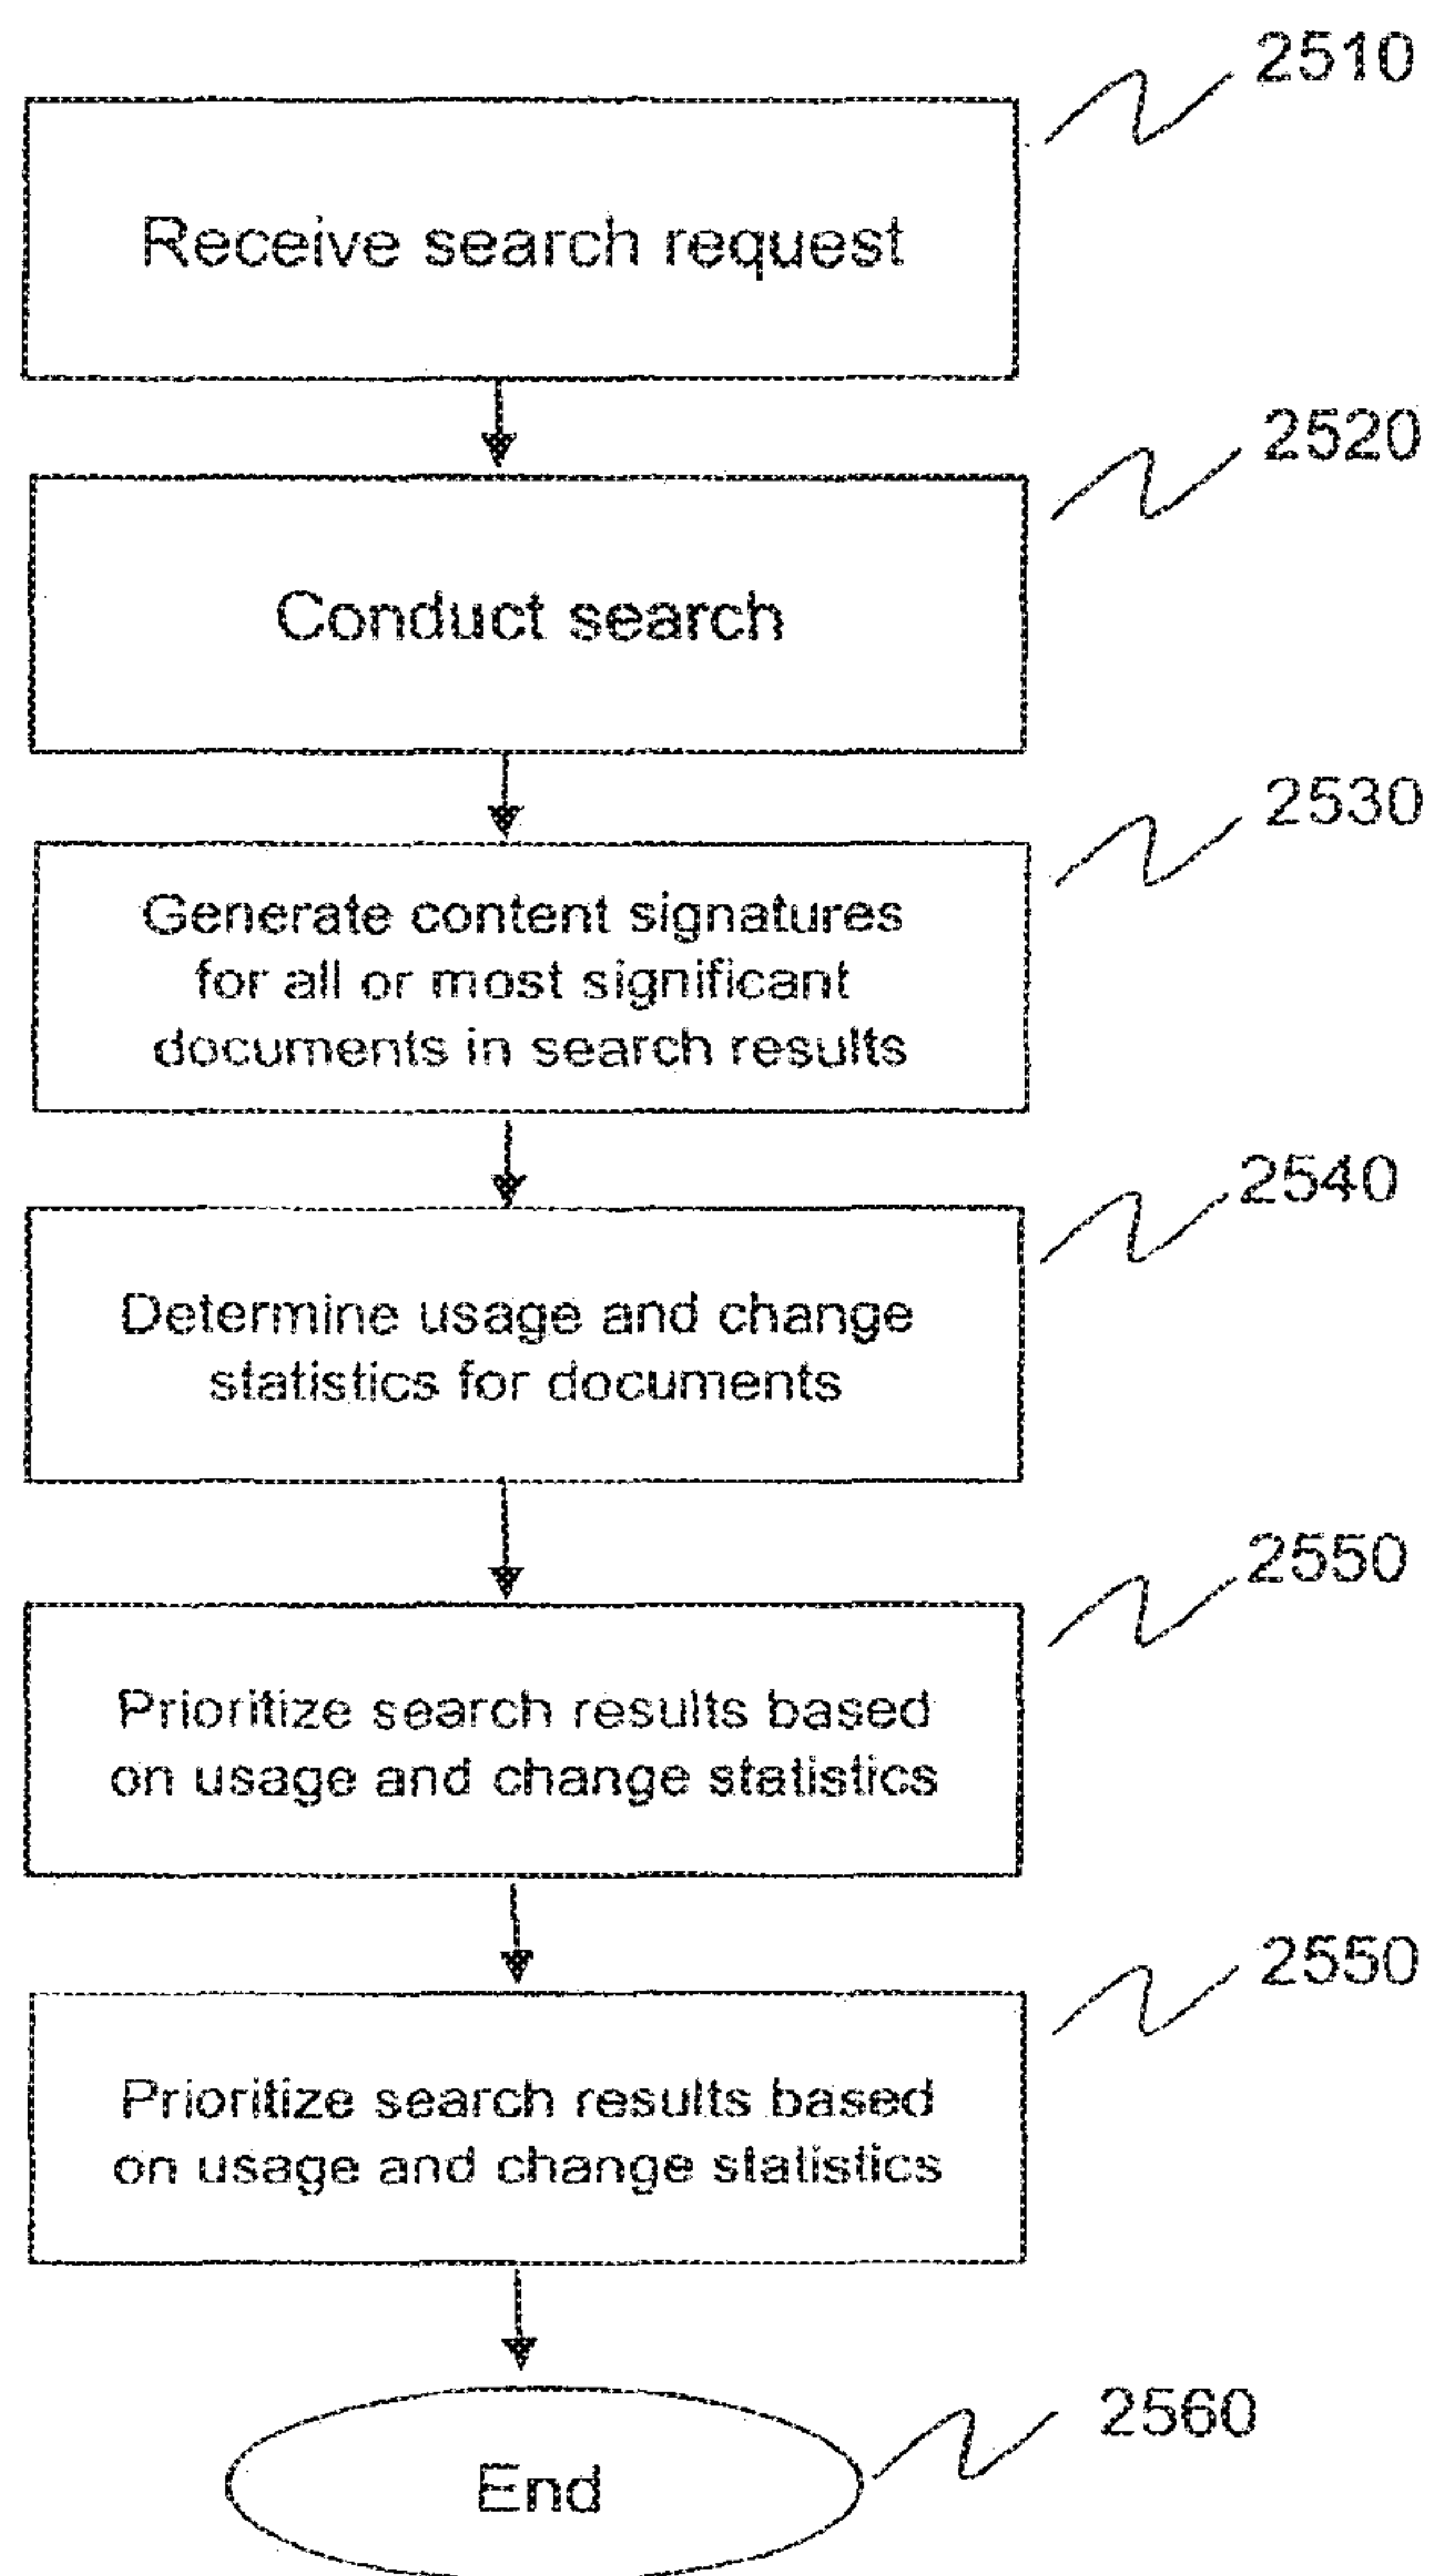 2510
Receive search request
2520
Conduct search
2530
Generate content signatures
for all or most significant
documents in search results
2540
Determine usage and change
statistics for documents
2550
Prioritize search results based
on usage and change statistics
2550
Prioritize search results based
on usage and change statistics
2560
End